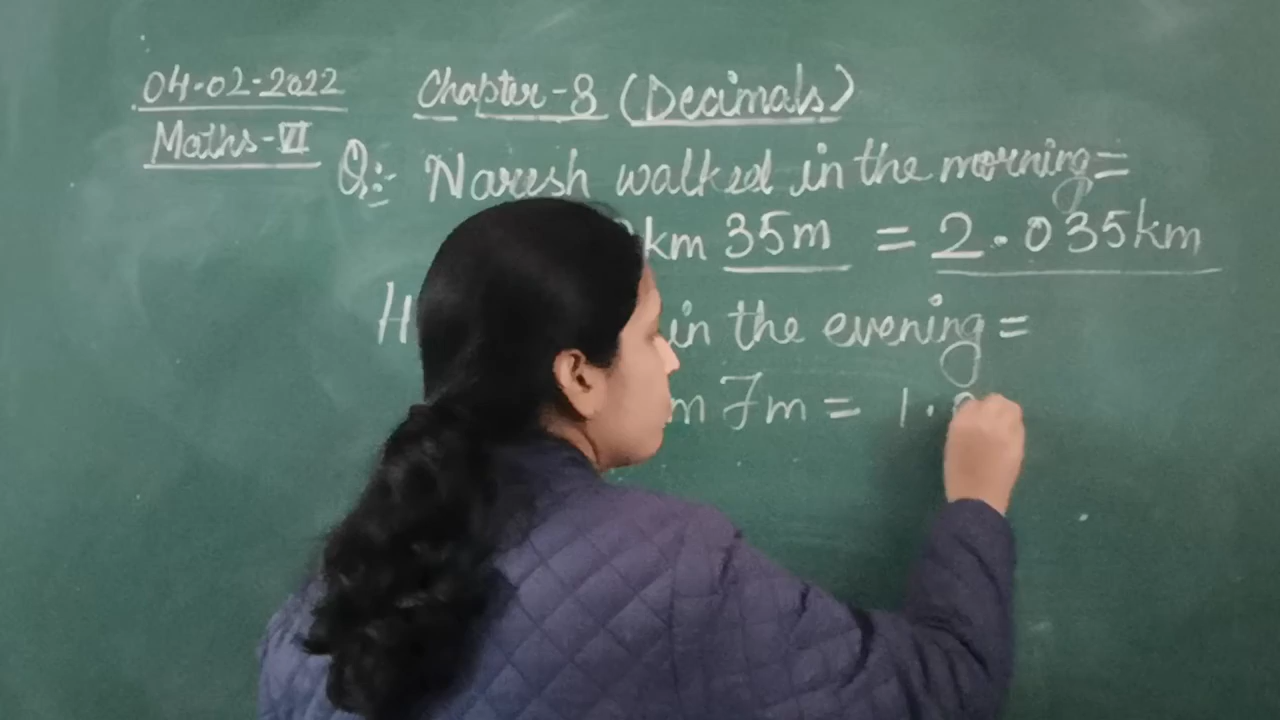 04.02.2022
Maths-VI
Chapter-8 (Decimals)
Q:- Naresh walked in the morning=
km 35m = 2.035km
in the evening =
m 7m = 1.